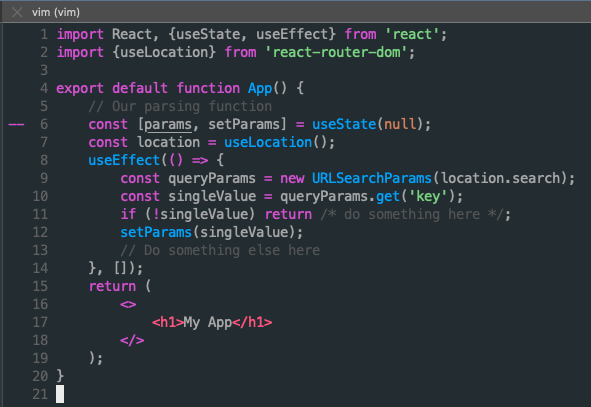 vim (vim)
1 import React, {useState, useEffect} from 'react';
2 import {useLocation} from 'react-router-dom';
3
4 export default function App() {
5     // Our parsing function
6     const [params, setParams] = useState(null);
7     const location = useLocation();
8     useEffect(() => {
9         const queryParams = new URLSearchParams(location.search);
10         const singleValue = queryParams.get('key');
11         if (!singleValue) return /* do something here */;
12         setParams(singleValue);
13         // Do something else here
14     }, []);
15     return (
16         <>
17             <h1>My App</h1>
18         </>
19     );
20 }
21